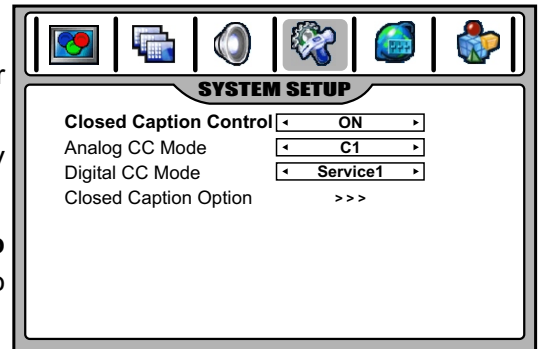 SYSTEM SETUP
Closed Caption Control ◂ ON ▸
Analog CC Mode ◂ C1 ▸
Digital CC Mode ◂ Service1 ▸
Closed Caption Option >>>